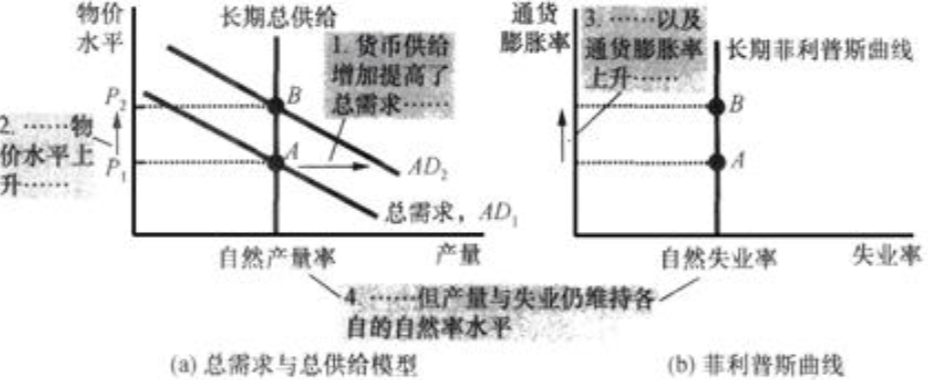 物价
水平
长期总供给
1. 货币供给
增加提高了
总需求……
P₂
B
2. ……物
价水平上
升……
P₁
A
AD₂
总需求，AD₁
自然产量率
产量
通货
膨胀率
3. ……以及
通货膨胀率
上升……
长期菲利普斯曲线
B
A
自然失业率
失业率
4. ……但产量与失业仍维持各
自的自然率水平
(a) 总需求与总供给模型
(b) 菲利普斯曲线